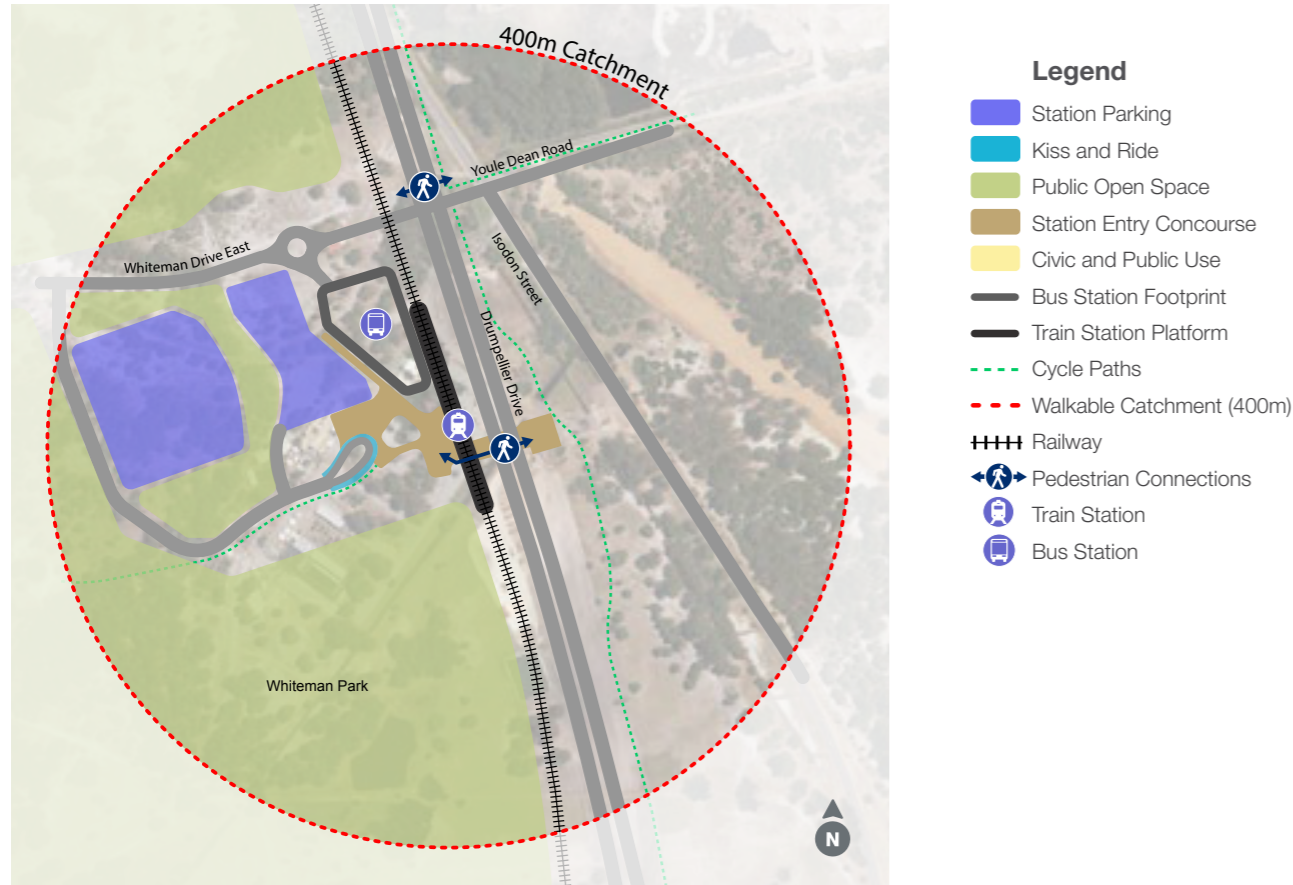 400m Catchment
Youle Dean Road
Whiteman Drive East
Isodon Street
Drumpellier Drive
Whiteman Park
N
Legend
Station Parking
Kiss and Ride
Public Open Space
Station Entry Concourse
Civic and Public Use
Bus Station Footprint
Train Station Platform
Cycle Paths
Walkable Catchment (400m)
Railway
Pedestrian Connections
Train Station
Bus Station